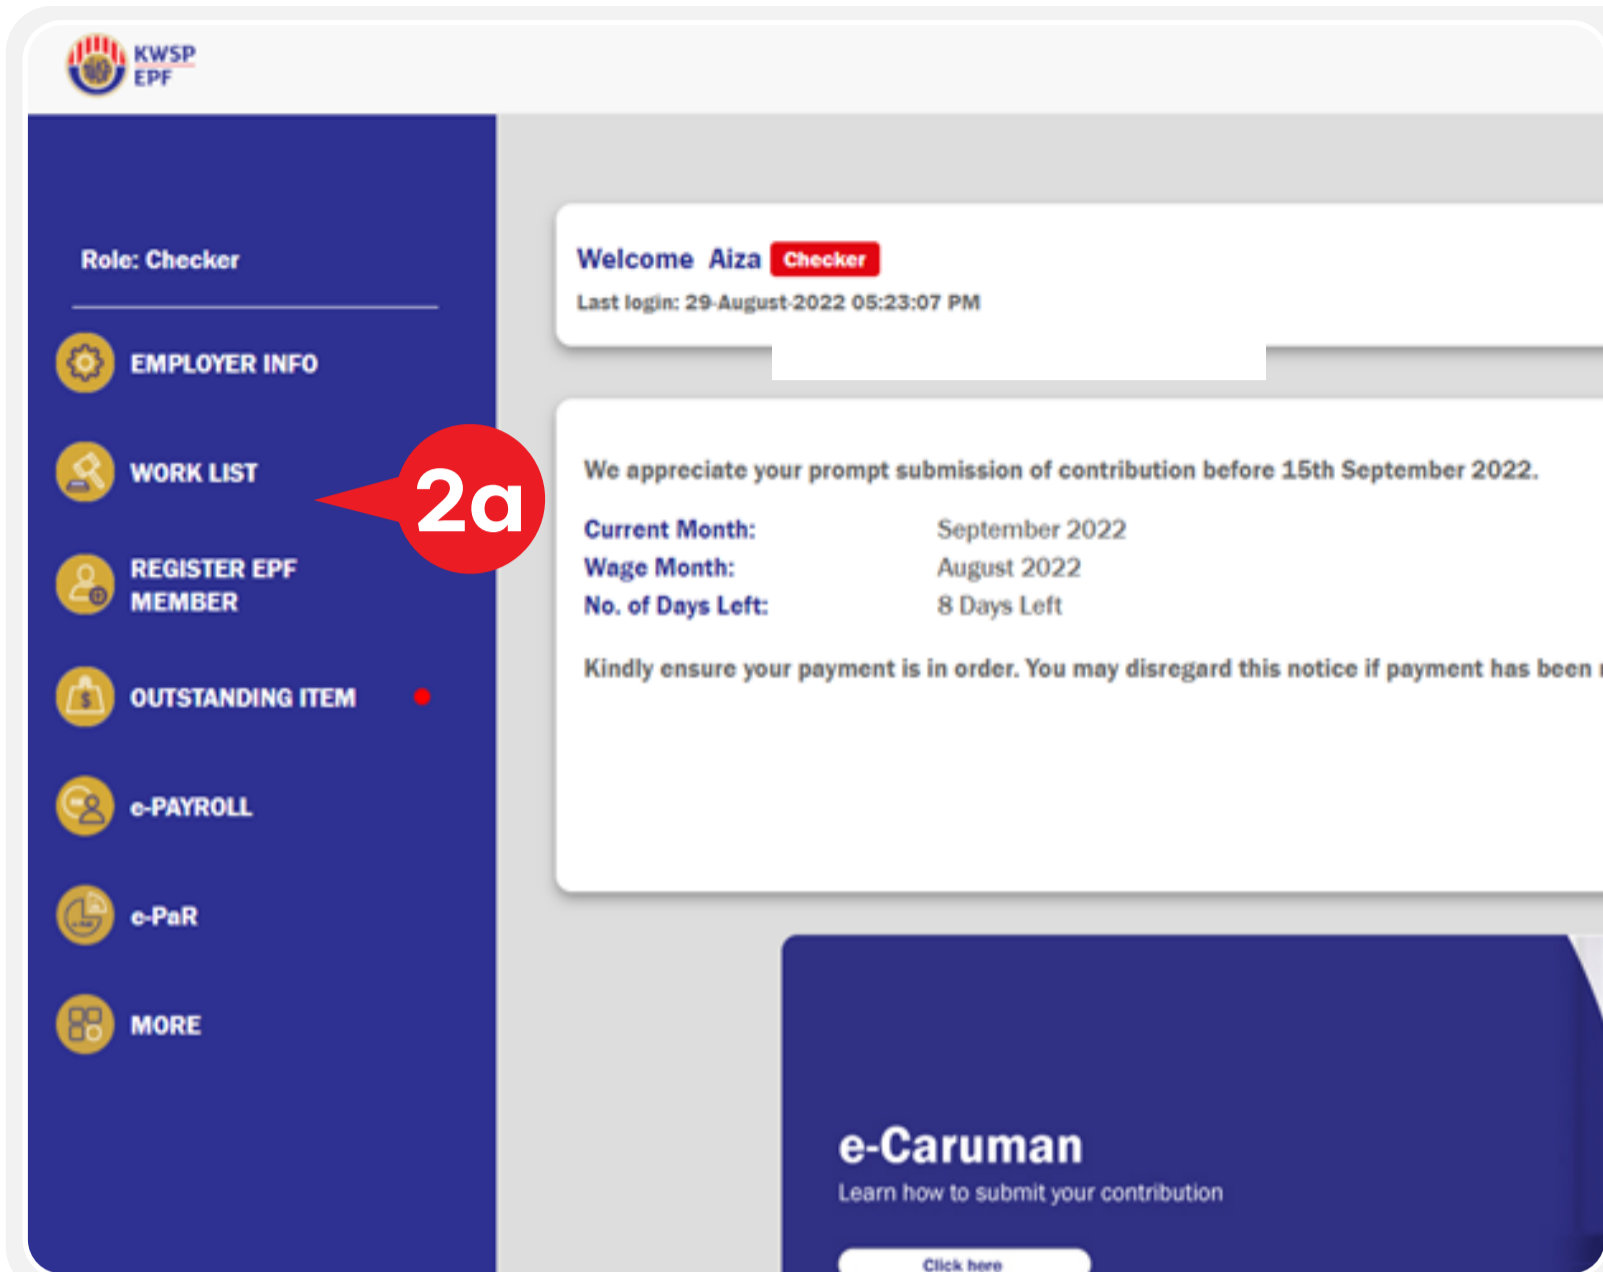 KWSP
EPF
Role: Checker
EMPLOYER INFO
WORK LIST
2a
REGISTER EPF
MEMBER
OUTSTANDING ITEM
e-PAYROLL
e-PaR
MORE
Welcome Aiza Checker
Last login: 29-August-2022 05:23:07 PM
We appreciate your prompt submission of contribution before 15th September 2022.
Current Month: September 2022
Wage Month: August 2022
No. of Days Left: 8 Days Left
Kindly ensure your payment is in order. You may disregard this notice if payment has been
e-Caruman
Learn how to submit your contribution
Click here